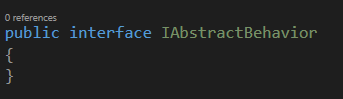 0 references
public interface IAbstractBehavior
{
}